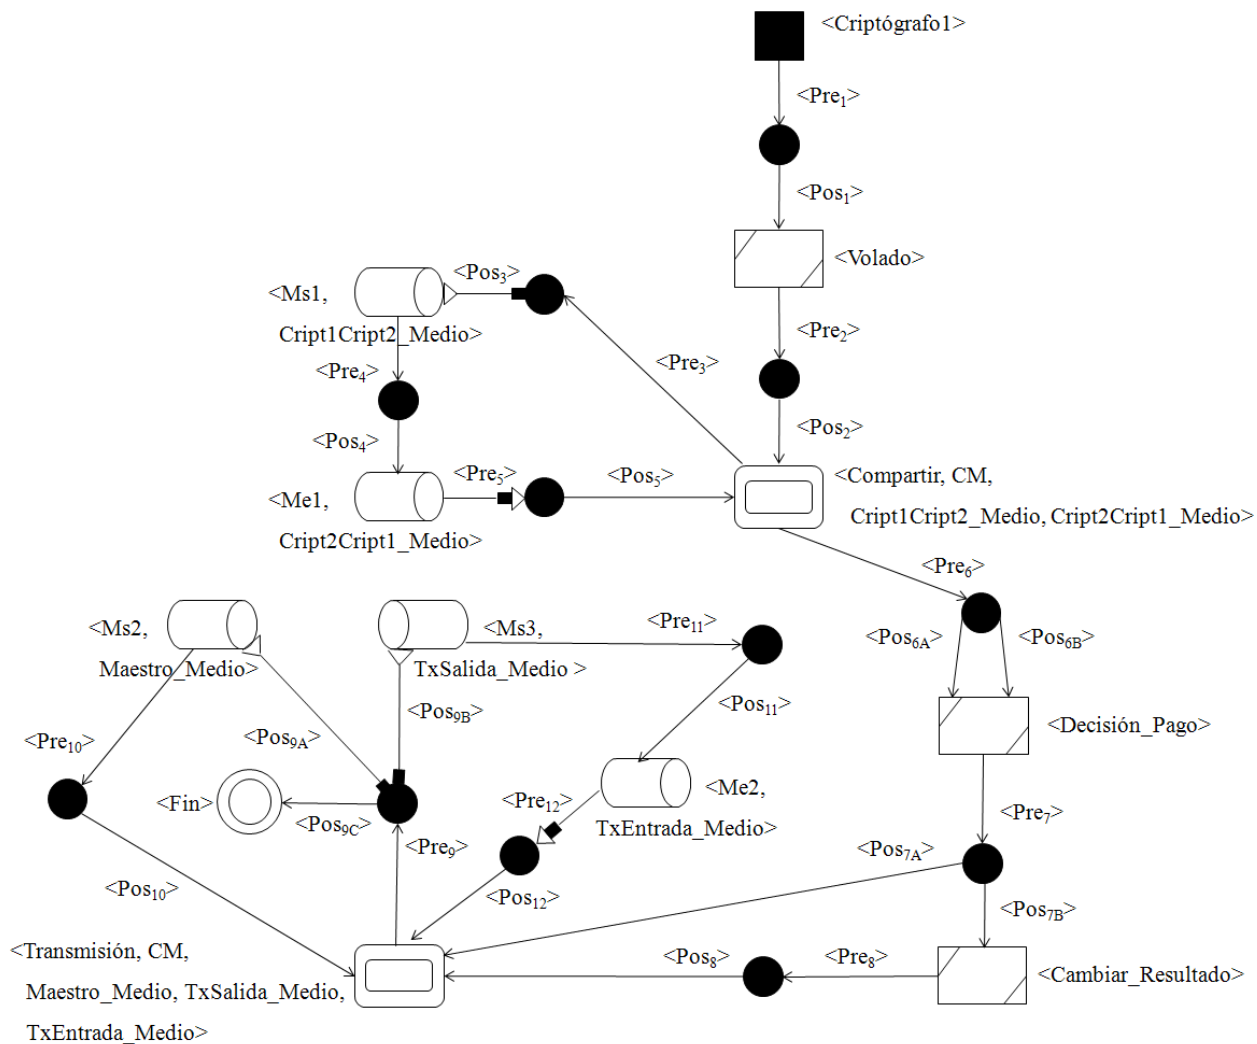 <Criptógrafo1>
<Pre₁>
<Pos₁>
<Volado>
<Pos₃>
<Ms1,
Cript1Cript2_Medio>
<Pre₂>
<Pre₃>
<Pre₄>
<Pos₂>
<Pos₄>
<Pre₅>
<Pos₅>
<Compartir, CM,
Cript1Cript2_Medio, Cript2Cript1_Medio>
<Me1,
Cript2Cript1_Medio>
<Pre₆>
<Ms2,
Maestro_Medio>
<Ms3,
TxSalida_Medio >
<Pre₁₁>
<Pos₆A>
<Pos₆B>
<Pos₁₁>
<Pos₉B>
<Decisión_Pago>
<Pre₁₀>
<Pos₉A>
<Me2,
TxEntrada_Medio>
<Fin>
<Pos₉C>
<Pre₁₂>
<Pre₇>
<Pre₉>
<Pos₇A>
<Pos₁₀>
<Pos₁₂>
<Pos₇B>
<Transmisión, CM,
Maestro_Medio, TxSalida_Medio,
TxEntrada_Medio>
<Pos₈>
<Pre₈>
<Cambiar_Resultado>